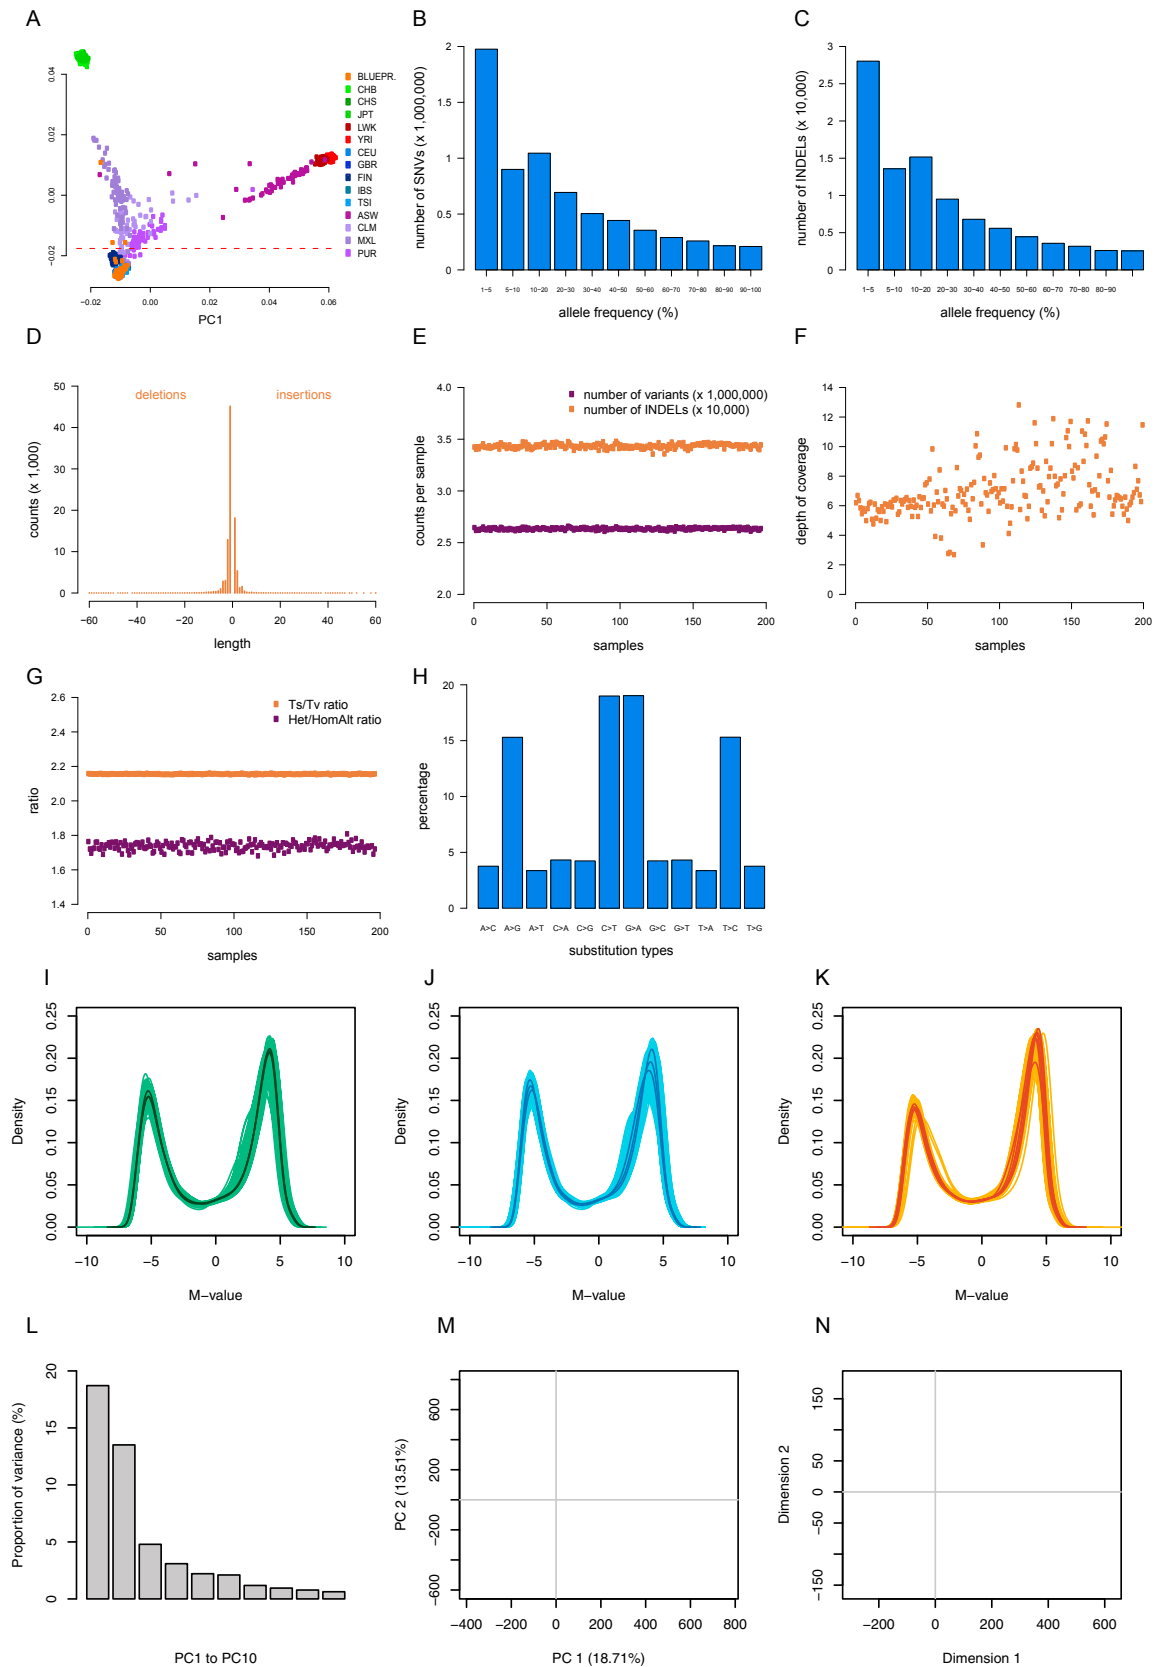 A
0.04
0.02
0.00
−0.02
−0.02
0.00
0.02
0.04
0.06
PC1
BLUEPR.
CHB
CHS
JPT
LWK
YRI
CEU
GBR
FIN
IBS
TSI
ASW
CLM
MXL
PUR
B
number of SNVs (x 1,000,000)
2
1.5
1
0.5
0
1−5 5−10 10−20 20−30 30−40 40−50 50−60 60−70 70−80 80−90 90−100
allele frequency (%)
C
number of INDELs (x 10,000)
3
2.5
2
1.5
1
0.5
0
1−5 5−10 10−20 20−30 30−40 40−50 50−60 60−70 70−80 80−90
allele frequency (%)
D
counts (x 1,000)
50
40
30
20
10
0
deletions insertions
−60 −40 −20 0 20 40 60
length
E
counts per sample
4.0
3.5
3.0
2.5
2.0
number of variants (x 1,000,000)
number of INDELs (x 10,000)
0 50 100 150 200
samples
F
depth of coverage
14
12
10
8
6
4
2
0
0 50 100 150 200
samples
G
ratio
2.6
2.4
2.2
2.0
1.8
1.6
1.4
Ts/Tv ratio
Het/HomAlt ratio
0 50 100 150 200
samples
H
percentage
20
15
10
5
0
A>C A>G A>T C>A C>G C>T G>A G>C G>T T>A T>C T>G
substitution types
I
Density
0.25
0.20
0.15
0.10
0.05
0.00
−10 −5 0 5 10
M−value
J
Density
0.25
0.20
0.15
0.10
0.05
0.00
−10 −5 0 5 10
M−value
K
Density
0.25
0.20
0.15
0.10
0.05
0.00
−10 −5 0 5 10
M−value
L
Proportion of variance (%)
20
15
10
5
0
PC1 to PC10
M
PC 2 (13.51%)
600
200
−200
−600
−400 0 200 400 600 800
PC 1 (18.71%)
N
Dimension 2
150
50
0
−50
−150
−200 0 200 400 600
Dimension 1